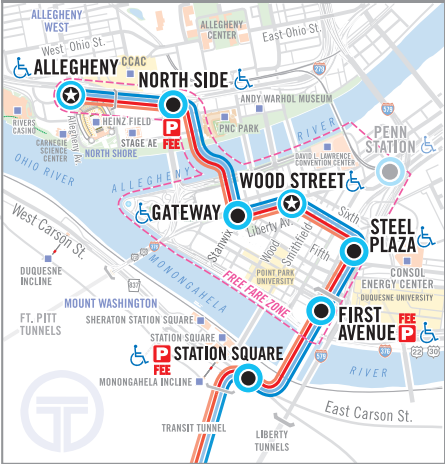 ALLEGHENY
WEST
ALLEGHENY
CENTER
West Ohio St.
East Ohio St.
CCAC
279
ALLEGHENY
NORTH SIDE
ANDY WARHOL MUSEUM
RIVERS
CASINO
HEINZ FIELD
P
FEE
PNC PARK
CARNEGIE
SCIENCE
CENTER
Allegheny Av.
STAGE AE
NORTH SHORE
RIVER
PENN
STATION
DAVID L. LAWRENCE
CONVENTION CENTER
OHIO RIVER
ALLEGHENY
WOOD STREET
579
GATEWAY
Sixth
Liberty Av.
STEEL
PLAZA
West Carson St.
Stanwix
Wood
Smithfield
Fifth
CONSOL
ENERGY CENTER
DUQUESNE
INCLINE
MONONGAHELA
FREE FARE ZONE
POINT PARK
UNIVERSITY
DUQUESNE UNIVERSITY
837
MOUNT WASHINGTON
FIRST
AVENUE
FEE
P
FT. PITT
TUNNELS
SHERATON STATION SQUARE
STATION SQUARE
22
30
376
P
FEE
STATION SQUARE
MONONGAHELA INCLINE
RIVER
East Carson St.
T
TRANSIT TUNNEL
LIBERTY
TUNNELS